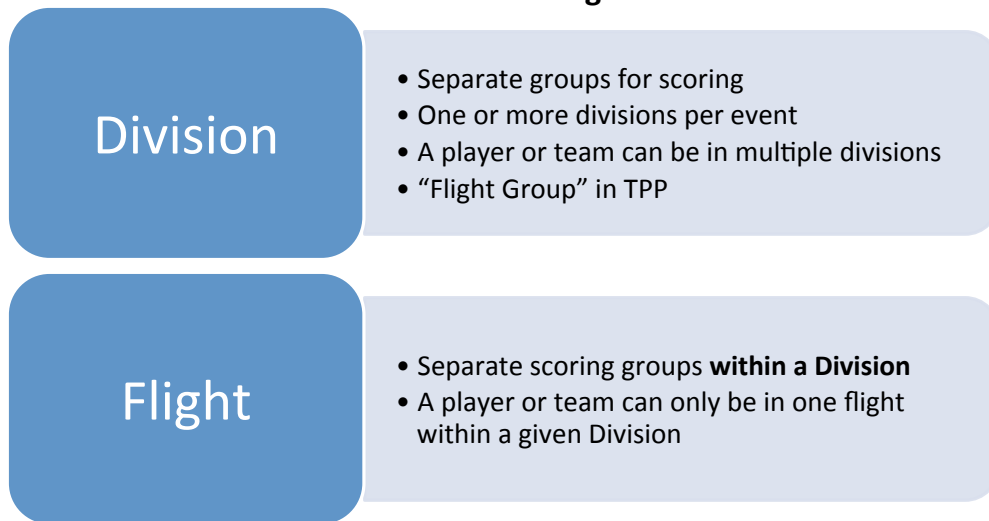 Division
• Separate groups for scoring
• One or more divisions per event
• A player or team can be in multiple divisions
• “Flight Group” in TPP
Flight
• Separate scoring groups within a Division
• A player or team can only be in one flight
within a given Division